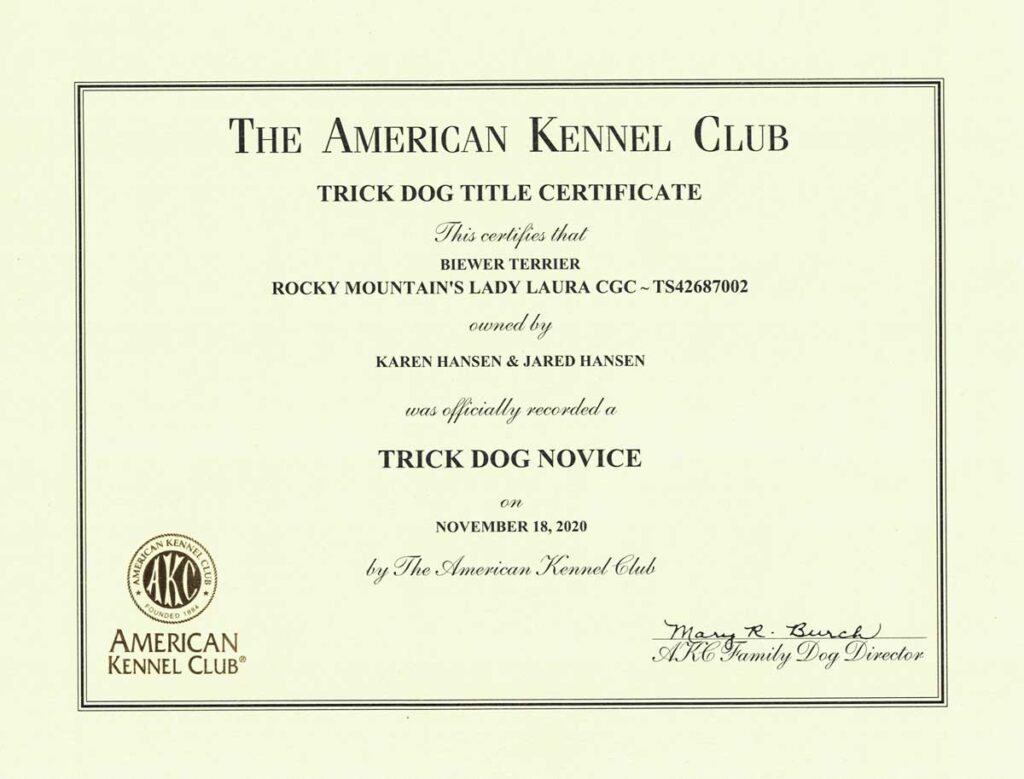 THE AMERICAN KENNEL CLUB
TRICK DOG TITLE CERTIFICATE
This certifies that
BIEWER TERRIER
ROCKY MOUNTAIN'S LADY LAURA CGC ~ TS42687002
owned by
KAREN HANSEN & JARED HANSEN
was officially recorded a
TRICK DOG NOVICE
on
NOVEMBER 18, 2020
by The American Kennel Club
AMERICAN KENNEL CLUB
AKC
FOUNDED 1884
AMERICAN
KENNEL CLUB®
Mary R. Burch
AKC Family Dog Director